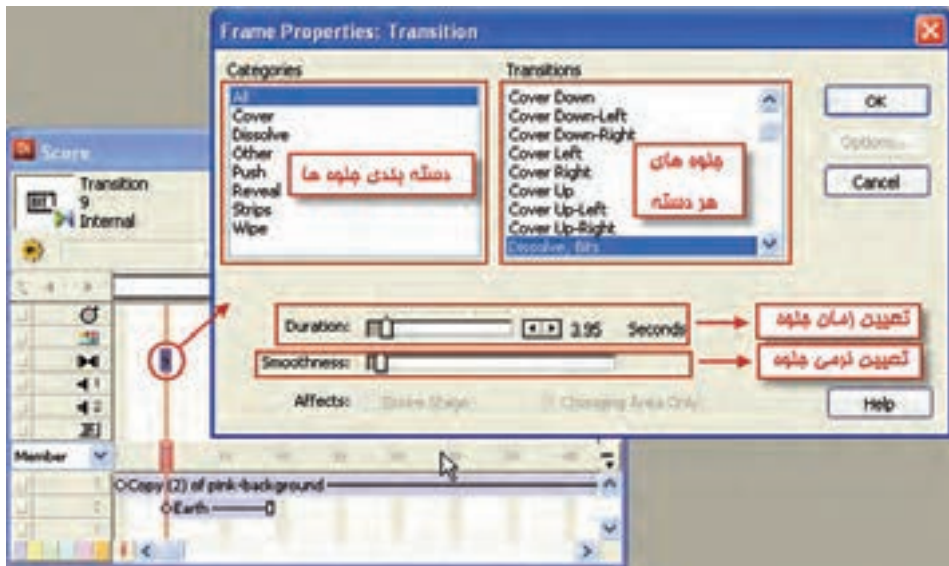 Frame Properties: Transition
Categories
All
Cover
Dissolve
Other
Push
Reveal
Strips
Wipe
دسته بندی جلوه ها
Transitions
Cover Down
Cover Down-Left
Cover Down-Right
Cover Left
Cover Right
Cover Up
Cover Up-Left
Cover Up-Right
Dissolve, Bits
جلوه های
هر دسته
OK
Options...
Cancel
Duration:
3.95 Seconds
تعیین زمان جلوه
Smoothness:
تعیین نرمی جلوه
Affects:
Entire Stage
Changing Area Only
Help
Score
Transition
9
Internal
Member
Copy (2) of pink-background
Earth